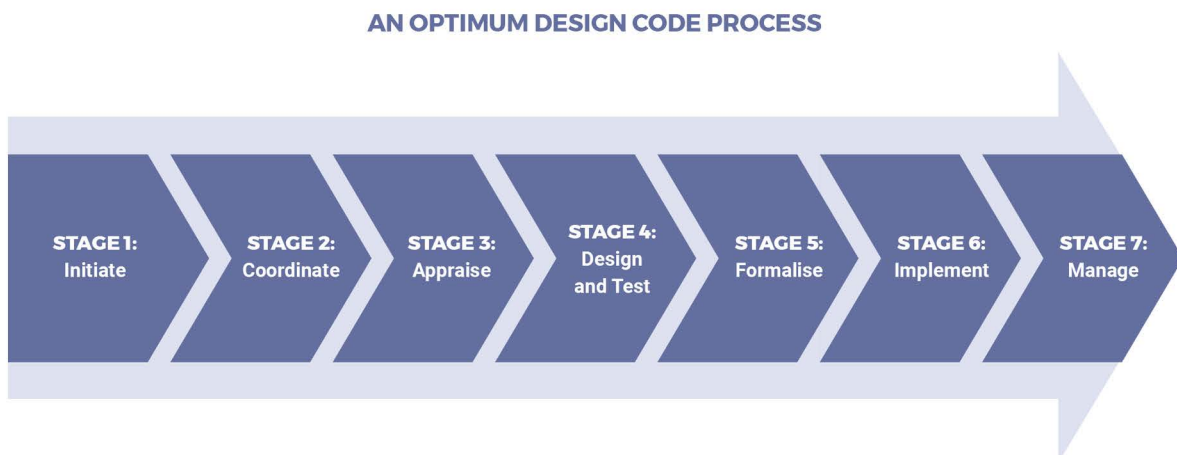 AN OPTIMUM DESIGN CODE PROCESS
STAGE 1:
Initiate
STAGE 2:
Coordinate
STAGE 3:
Appraise
STAGE 4:
Design
and Test
STAGE 5:
Formalise
STAGE 6:
Implement
STAGE 7:
Manage